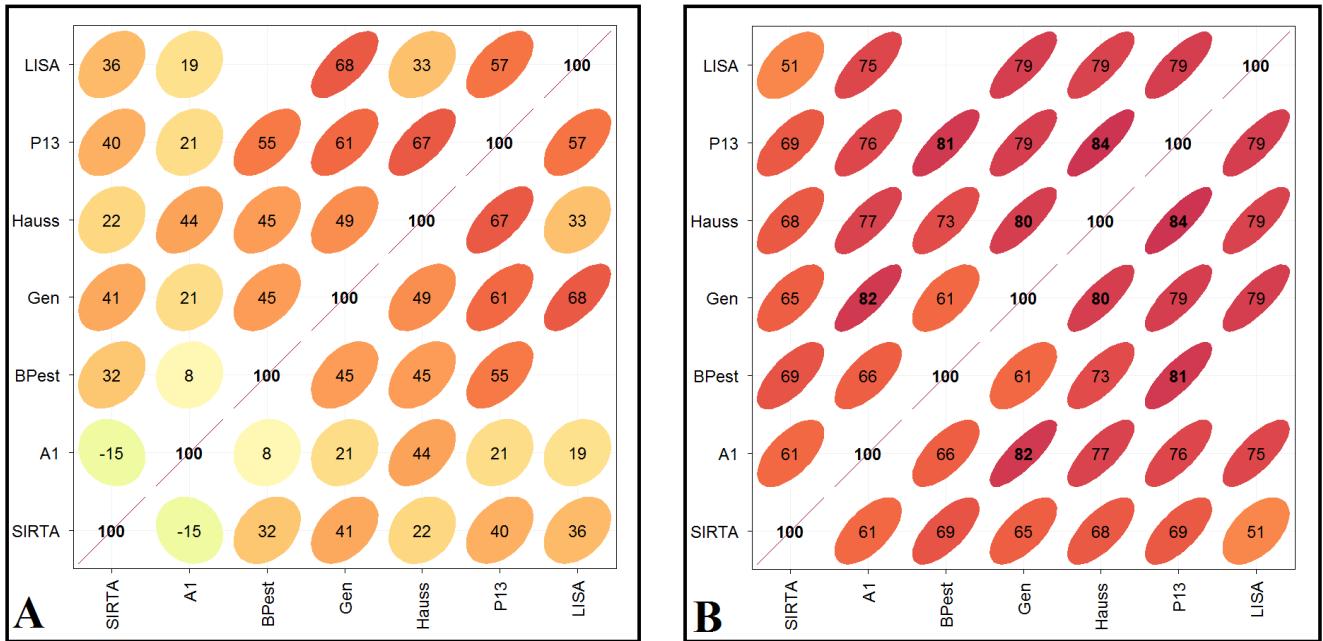 LISA 36 19 68 33 57 100
P13 40 21 55 61 67 100 57
Hauss 22 44 45 49 100 67 33
Gen 41 21 45 100 49 61 68
BPest 32 8 100 45 45 55
A1 -15 100 8 21 44 21 19
SIRTA 100 -15 32 41 22 40 36
SIRTA A1 BPest Gen Hauss P13 LISA
A
LISA 51 75 79 79 79 100
P13 69 76 81 79 84 100 79
Hauss 68 77 73 80 100 84 79
Gen 65 82 61 100 80 79 79
BPest 69 66 100 61 73 81
A1 61 100 66 82 77 76 75
SIRTA 100 61 69 65 68 69 51
SIRTA A1 BPest Gen Hauss P13 LISA
B